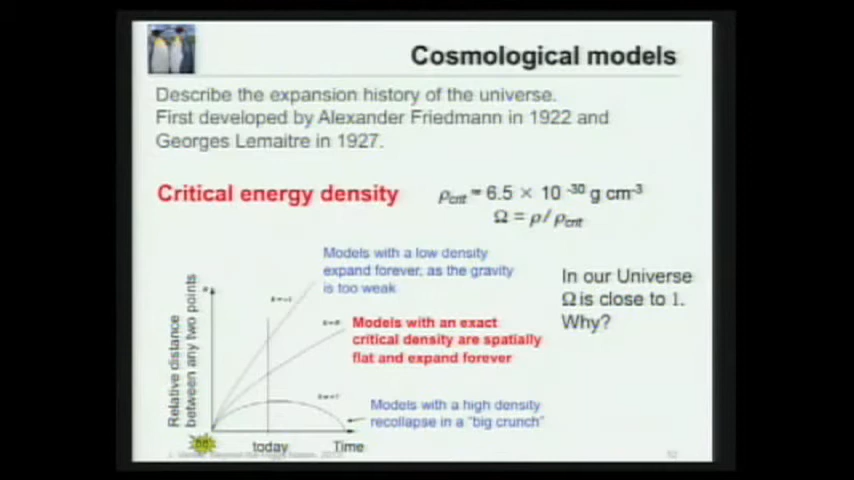 Cosmological models
Describe the expansion history of the universe.
First developed by Alexander Friedmann in 1922 and
Georges Lemaitre in 1927.
Critical energy density
ρcrit = 6.5 × 10 -30 g cm-3
Ω = ρ / ρcrit
Models with a low density
expand forever, as the gravity
is too weak
In our Universe
Ω is close to 1.
Why?
Models with an exact
critical density are spatially
flat and expand forever
Models with a high density
recollapse in a "big crunch"
Relative distance
between any two points
today
Time